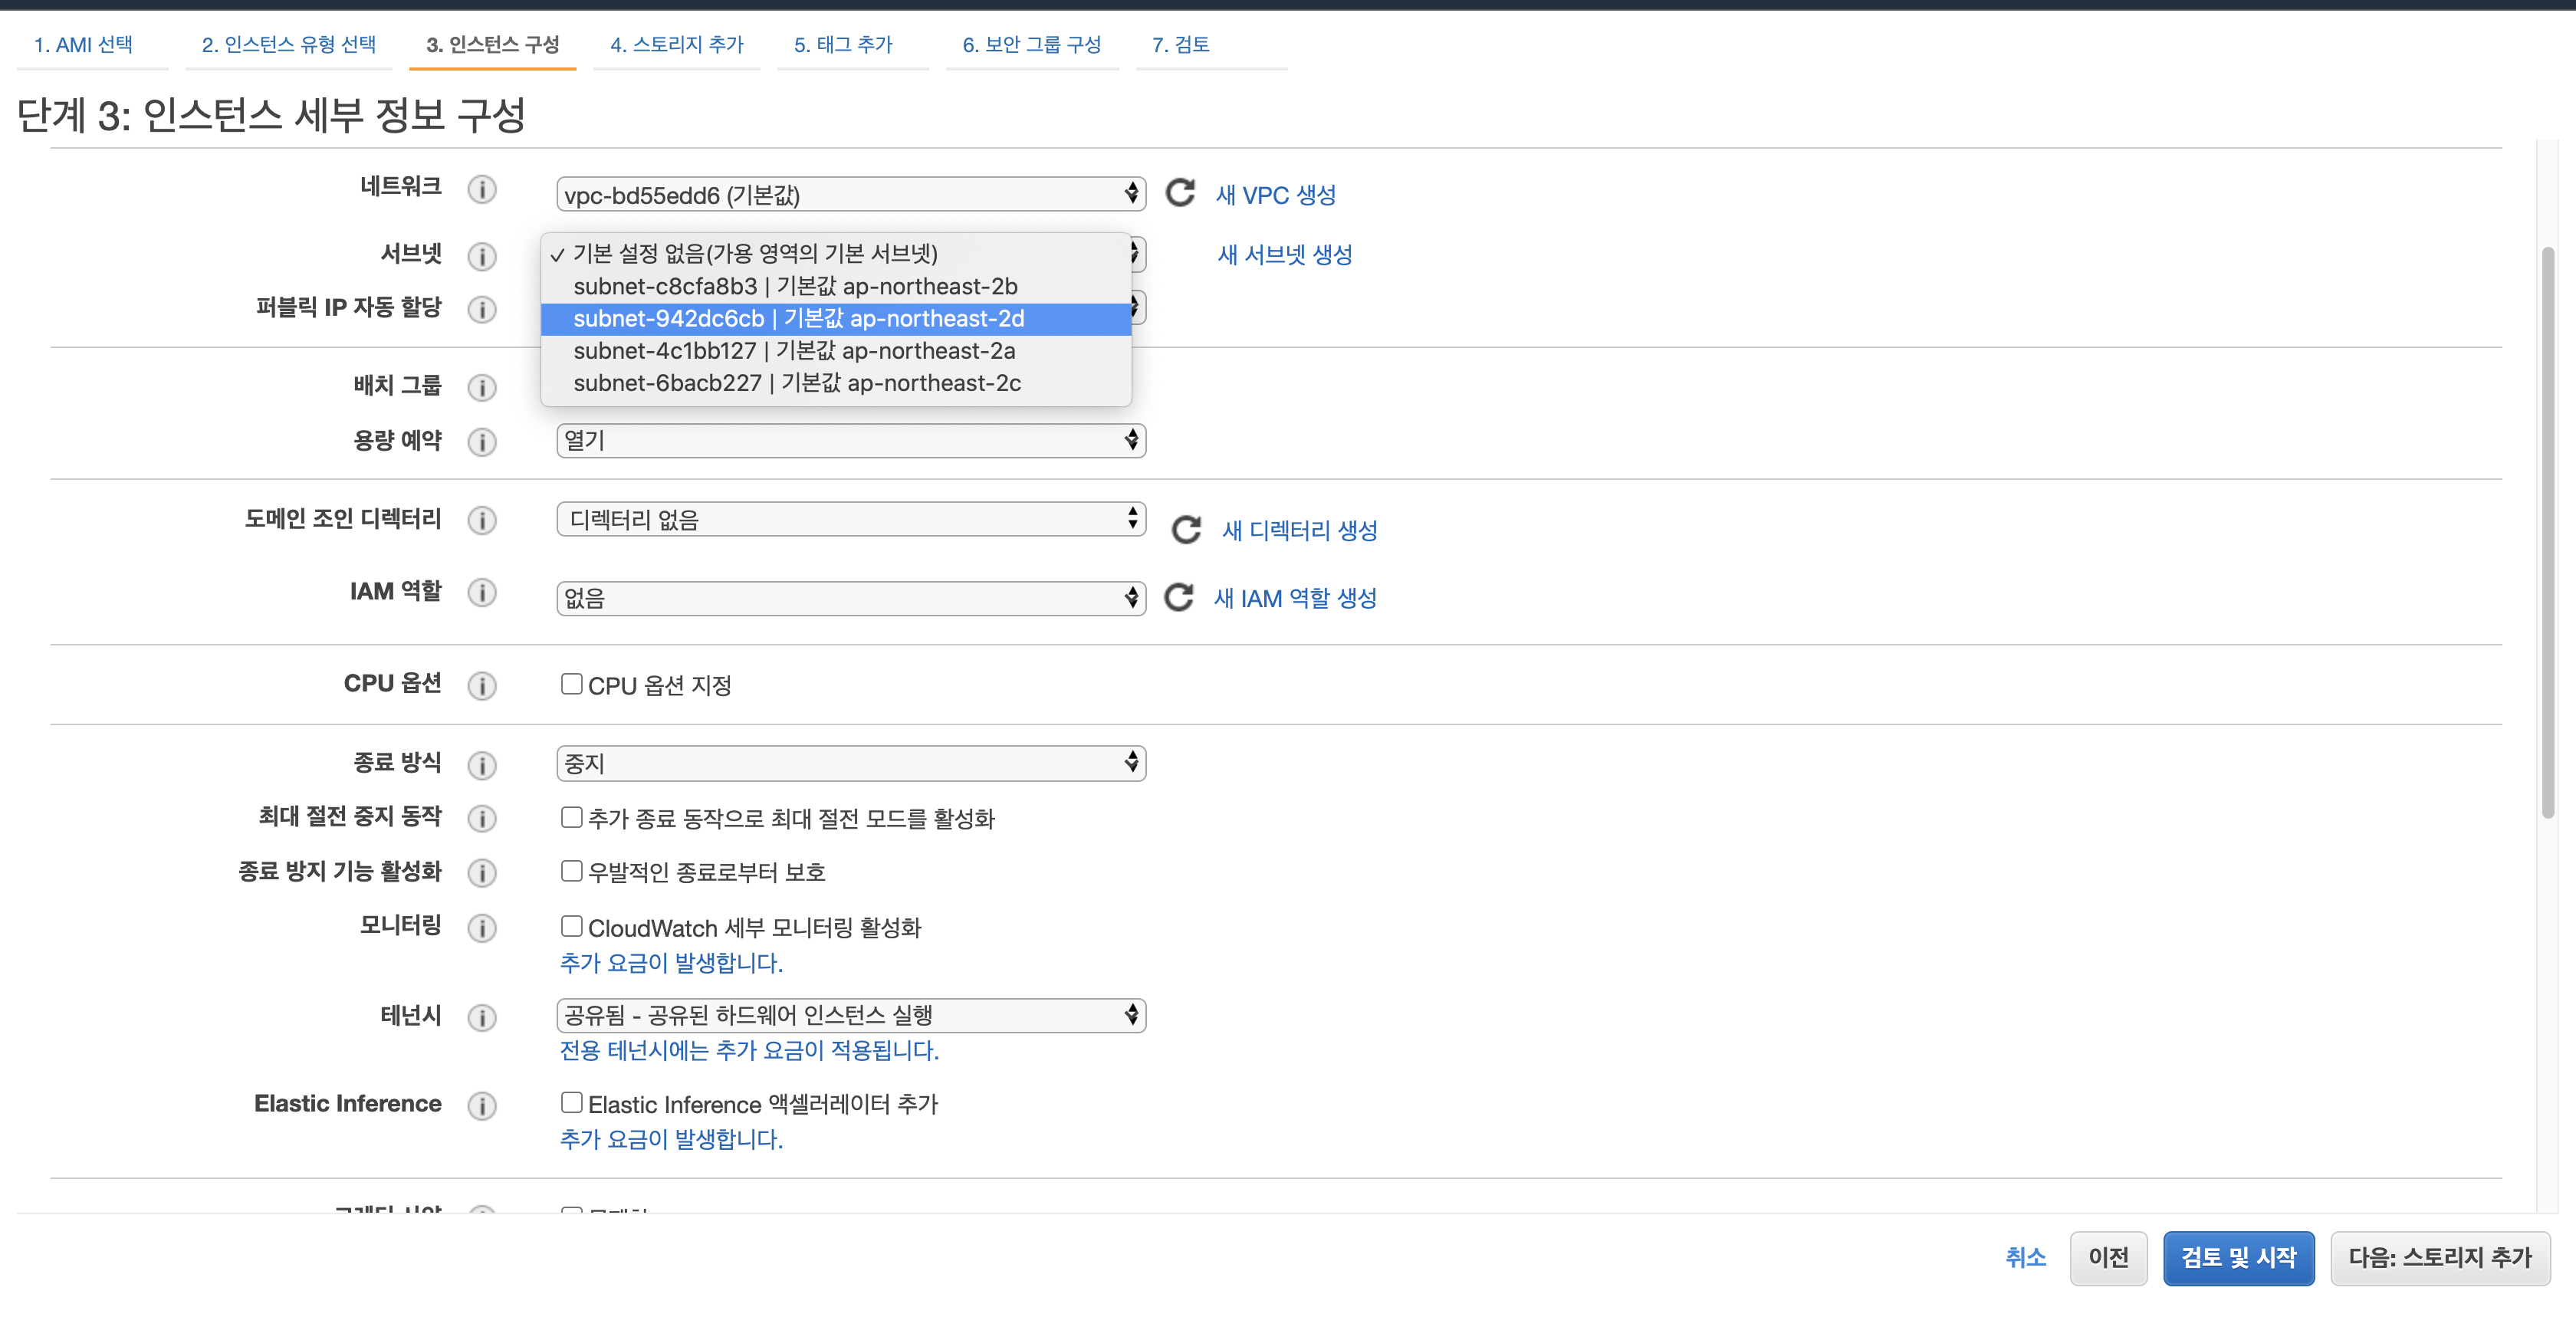 1. AMI 선택 2. 인스턴스 유형 선택 3. 인스턴스 구성 4. 스토리지 추가 5. 태그 추가 6. 보안 그룹 구성 7. 검토
단계 3: 인스턴스 세부 정보 구성
네트워크 vpc-bd55edd6 (기본값) 새 VPC 생성
서브넷 ✓ 기본 설정 없음(가용 영역의 기본 서브넷) 새 서브넷 생성
subnet-c8cfa8b3 | 기본값 ap-northeast-2b
퍼블릭 IP 자동 할당 subnet-942dc6cb | 기본값 ap-northeast-2d
subnet-4c1bb127 | 기본값 ap-northeast-2a
배치 그룹 subnet-6bacb227 | 기본값 ap-northeast-2c
용량 예약 열기
도메인 조인 디렉터리 디렉터리 없음 새 디렉터리 생성
IAM 역할 없음 새 IAM 역할 생성
CPU 옵션 CPU 옵션 지정
종료 방식 중지
최대 절전 중지 동작 추가 종료 동작으로 최대 절전 모드를 활성화
종료 방지 기능 활성화 우발적인 종료로부터 보호
모니터링 CloudWatch 세부 모니터링 활성화
추가 요금이 발생합니다.
테넌시 공유됨 - 공유된 하드웨어 인스턴스 실행
전용 테넌시에는 추가 요금이 적용됩니다.
Elastic Inference Elastic Inference 액셀러레이터 추가
추가 요금이 발생합니다.
취소 이전 검토 및 시작 다음: 스토리지 추가